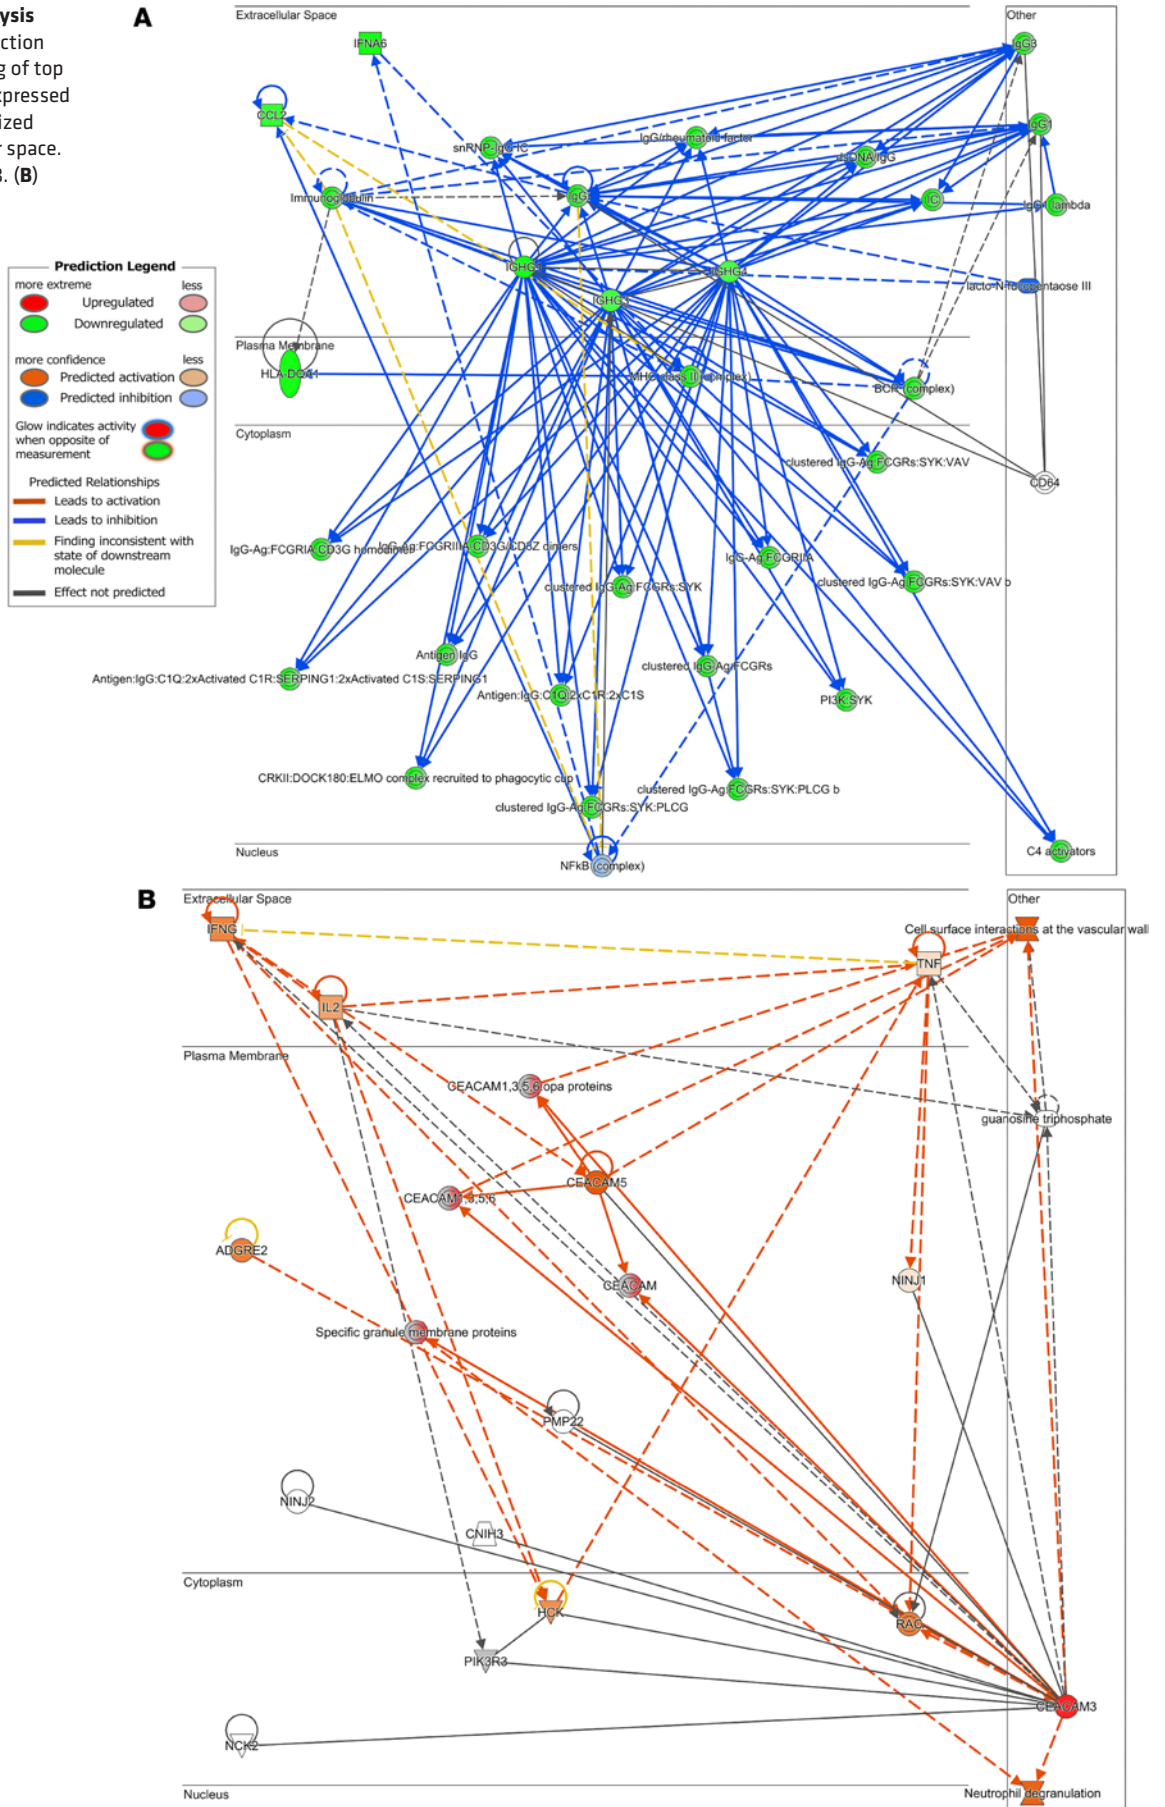 ysis
ction
g of top
xpressed
ized
r space.
3. (B)
Prediction Legend
more extreme less
Upregulated
Downregulated
more confidence less
Predicted activation
Predicted inhibition
Glow indicates activity
when opposite of
measurement
Predicted Relationships
Leads to activation
Leads to inhibition
Finding inconsistent with
state of downstream
molecule
Effect not predicted
A
Extracellular Space
Other
IFNA6
IgG3
CCL2
snRNP-IgG IC
IgG/rheumatoid factor
IgG1
dsDNA/IgG
Immunoglobulin
IgG
IC
IgG1 lambda
IGHG4
IGHG3
lacto-N-fucopentaose III
Plasma Membrane
HLA-DQA1
MHC class II (complex)
BCR (complex)
Cytoplasm
clustered IgG-Ag:FCGRs:SYK:VAV
CD64
IgG-Ag:FCGRIA:CD3G homodimer
IgG-Ag:FCGRIIIA:CD3G/CD3Z dimers
IgG-Ag:FCGRIIA
clustered IgG-Ag:FCGRs:SYK
clustered IgG-Ag:FCGRs:SYK:VAV b
Antigen:IgG
clustered IgG-Ag:FCGRs
Antigen:IgG:C1Q:2xActivated C1R:SERPING1:2xActivated C1S:SERPING1
Antigen:IgG:C1Q:2xC1R:2xC1S
PI3K:SYK
CRKII:DOCK180:ELMO complex recruited to phagocytic cup
clustered IgG-Ag:FCGRs:SYK:PLCG b
clustered IgG-Ag:FCGRs:SYK:PLCG
Nucleus
NFkB (complex)
C4 activators
B
Extracellular Space
Other
IFNG
Cell surface interactions at the vascular wall
TNF
IL2
Plasma Membrane
CEACAM1,3,5,6:opa proteins
guanosine triphosphate
CEACAM5
CEACAM1,3,5,6
ADGRE2
CEACAM
NINJ1
Specific granule membrane proteins
PMP22
NINJ2
CNIH3
Cytoplasm
HCK
RAC
PIK3R3
CEACAM3
NCK2
Nucleus
Neutrophil degranulation